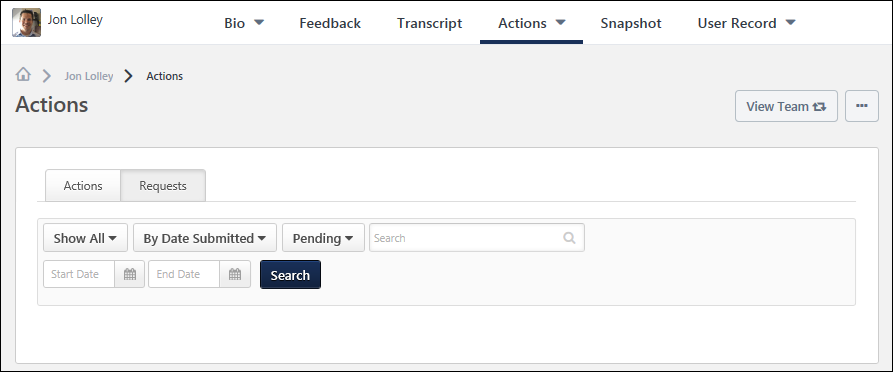 Jon Lolley Bio Feedback Transcript Actions Snapshot User Record
Jon Lolley Actions
Actions View Team ...
Actions Requests
Show All By Date Submitted Pending Search
Start Date End Date Search